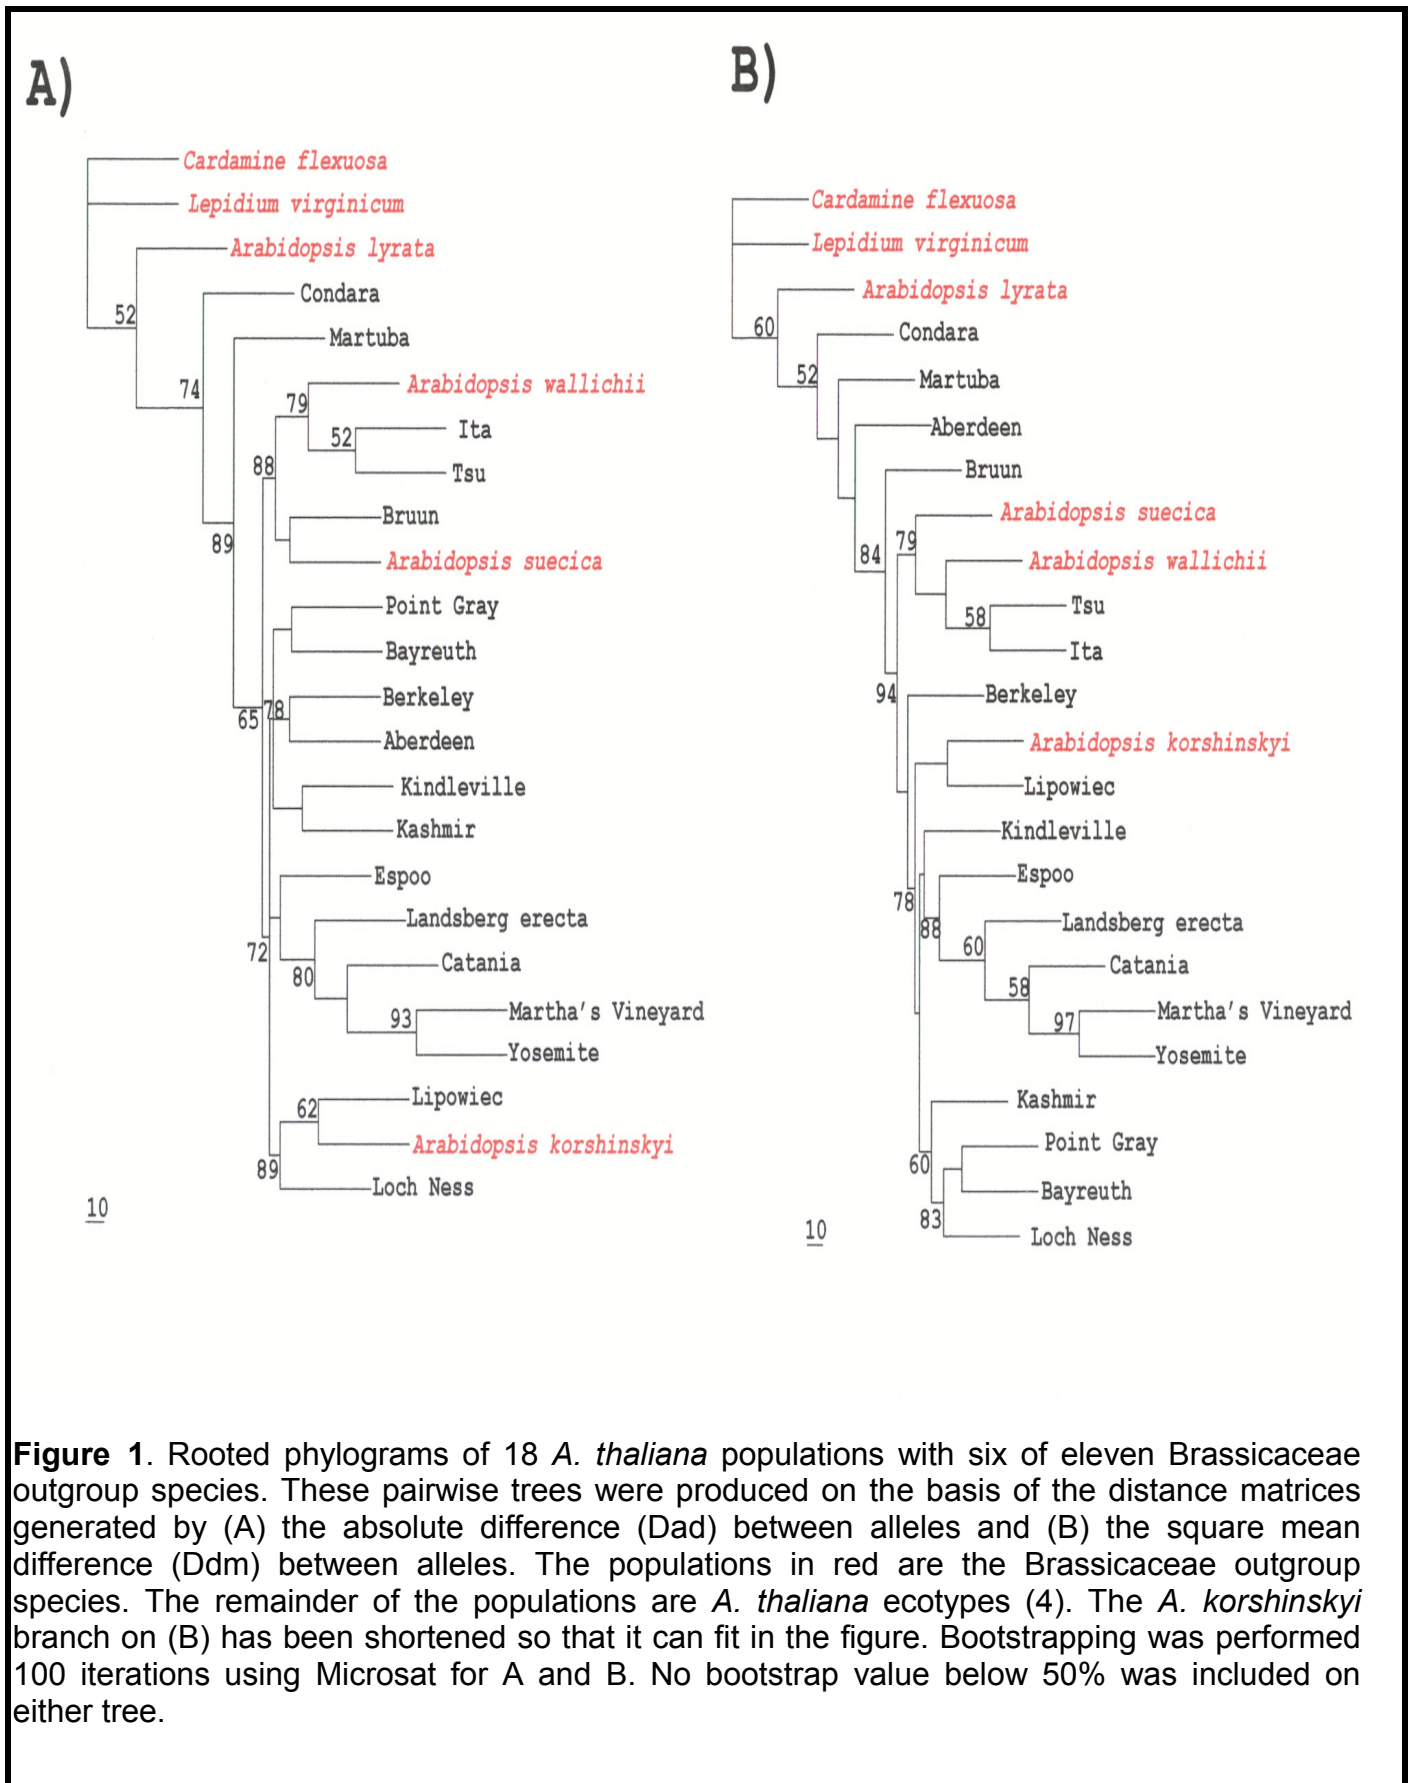 A)
Cardamine flexuosa
Lepidium virginicum
Arabidopsis lyrata
52
Condara
Martuba
74
Arabidopsis wallichii
79
Ita
52
Tsu
88
Bruun
89
Arabidopsis suecica
Point Gray
Bayreuth
Berkeley
78
65
Aberdeen
Kindleville
Kashmir
Espoo
Landsberg erecta
72
Catania
80
Martha's Vineyard
93
Yosemite
Lipowiec
62
Arabidopsis korshinskyi
89
Loch Ness
10
B)
Cardamine flexuosa
Lepidium virginicum
Arabidopsis lyrata
60
Condara
52
Martuba
Aberdeen
Bruun
Arabidopsis suecica
79
84
Arabidopsis wallichii
Tsu
58
Ita
94
Berkeley
Arabidopsis korshinskyi
Lipowiec
Kindleville
Espoo
78
Landsberg erecta
88
60
Catania
58
Martha's Vineyard
97
Yosemite
Kashmir
Point Gray
60
Bayreuth
83
Loch Ness
10
Figure 1. Rooted phylograms of 18 A. thaliana populations with six of eleven Brassicaceae
outgroup species. These pairwise trees were produced on the basis of the distance matrices
generated by (A) the absolute difference (Dad) between alleles and (B) the square mean
difference (Ddm) between alleles. The populations in red are the Brassicaceae outgroup
species. The remainder of the populations are A. thaliana ecotypes (4). The A. korshinskyi
branch on (B) has been shortened so that it can fit in the figure. Bootstrapping was performed
100 iterations using Microsat for A and B. No bootstrap value below 50% was included on
either tree.